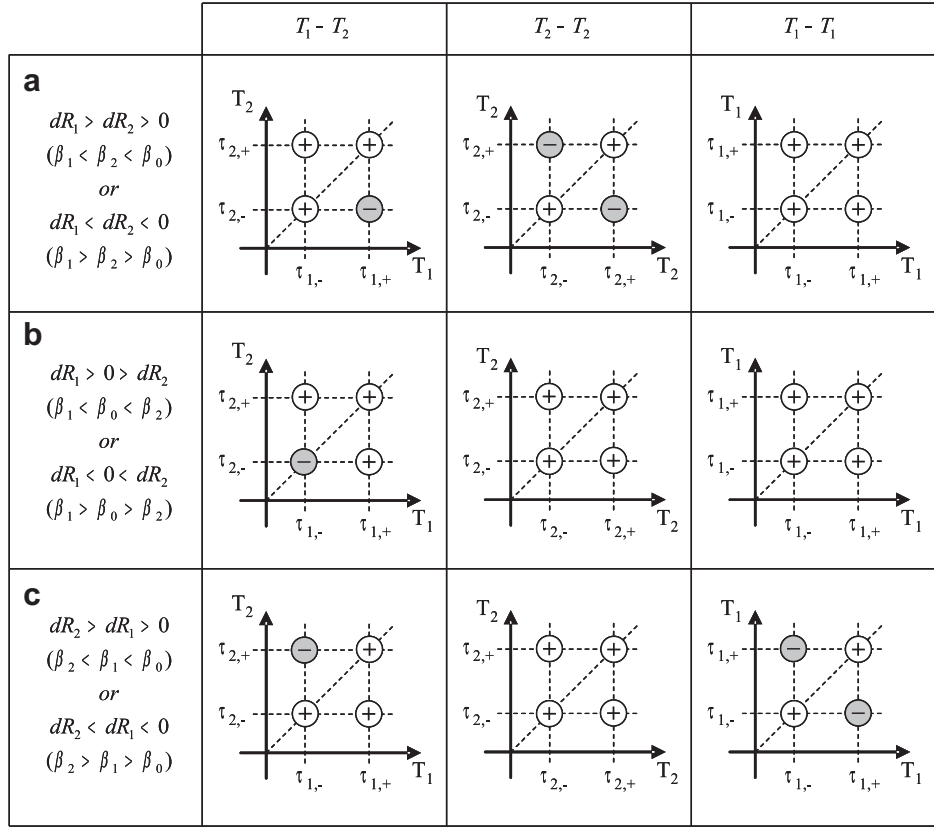 T₁ - T₂ T₂ - T₂ T₁ - T₁
a
dR₁ > dR₂ > 0
(β₁ < β₂ < β₀)
or
dR₁ < dR₂ < 0
(β₁ > β₂ > β₀)
T₂ T₂ T₁
τ₂,₊ + + τ₂,₊ − + τ₁,₊ + +
τ₂,₋ + − τ₂,₋ + − τ₁,₋ + +
T₁ T₂ T₁
τ₁,₋ τ₁,₊ τ₂,₋ τ₂,₊ τ₁,₋ τ₁,₊
b
dR₁ > 0 > dR₂
(β₁ < β₀ < β₂)
or
dR₁ < 0 < dR₂
(β₁ > β₀ > β₂)
T₂ T₂ T₁
τ₂,₊ + + τ₂,₊ + + τ₁,₊ + +
τ₂,₋ − + τ₂,₋ + + τ₁,₋ + +
T₁ T₂ T₁
τ₁,₋ τ₁,₊ τ₂,₋ τ₂,₊ τ₁,₋ τ₁,₊
c
dR₂ > dR₁ > 0
(β₂ < β₁ < β₀)
or
dR₂ < dR₁ < 0
(β₂ > β₁ > β₀)
T₂ T₂ T₁
τ₂,₊ − + τ₂,₊ + + τ₁,₊ − +
τ₂,₋ + + τ₂,₋ + + τ₁,₋ + −
T₁ T₂ T₁
τ₁,₋ τ₁,₊ τ₂,₋ τ₂,₊ τ₁,₋ τ₁,₊